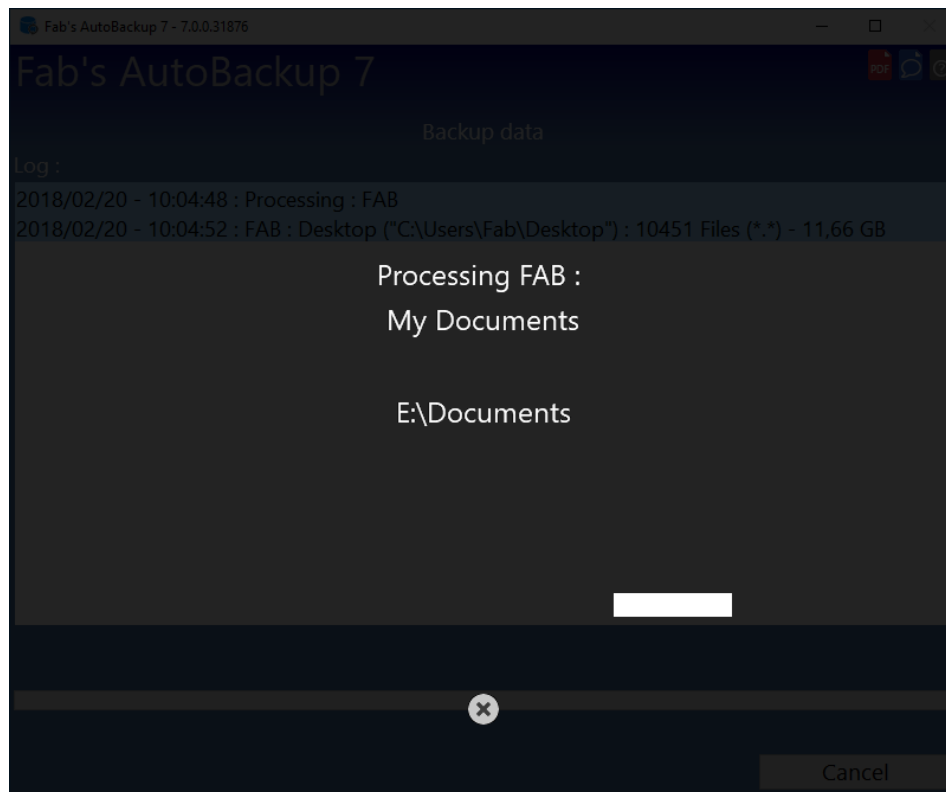 Fab's AutoBackup 7 - 7.0.0.31876
Fab's AutoBackup 7
PDF
Backup data
Log :
2018/02/20 - 10:04:48 : Processing : FAB
2018/02/20 - 10:04:52 : FAB : Desktop ("C:\Users\Fab\Desktop") : 10451 Files (*.*) - 11,66 GB
Processing FAB :
My Documents
E:\Documents
Cancel